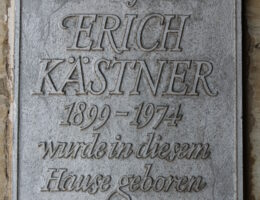 ERICH
KÄSTNER
1899-1974
wurde in diesem
Hause geboren